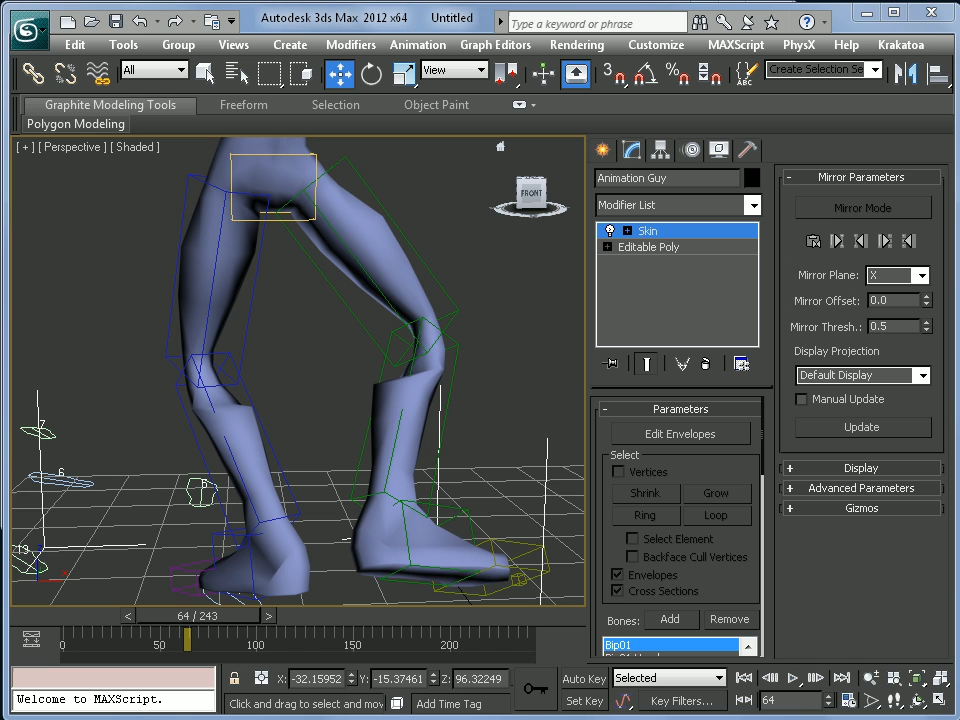 Autodesk 3ds Max 2012 x64 Untitled
Type a keyword or phrase
Edit Tools Group Views Create Modifiers Animation Graph Editors Rendering Customize MAXScript PhysX Help Krakatoa
All
View
3
ABC
Create Selection Se
Graphite Modeling Tools Freeform Selection Object Paint
Polygon Modeling
[ + ] [ Perspective ] [ Shaded ]
FRONT
Animation Guy
Modifier List
Skin
Editable Poly
Parameters
Edit Envelopes
Select
Vertices
Shrink Grow
Ring Loop
Select Element
Backface Cull Vertices
Envelopes
Cross Sections
Bones: Add Remove
Bip01
Mirror Parameters
Mirror Mode
Mirror Plane: X
Mirror Offset: 0.0
Mirror Thresh.: 0.5
Display Projection
Default Display
Manual Update
Update
Display
Advanced Parameters
Gizmos
6
13
x
< 64 / 243 >
0 50 100 150 200
Welcome to MAXScript.
X: -32.15952 Y: -15.37461 Z: 96.32249
Click and drag to select and mov
Add Time Tag
Auto Key Selected
Set Key Key Filters...
64